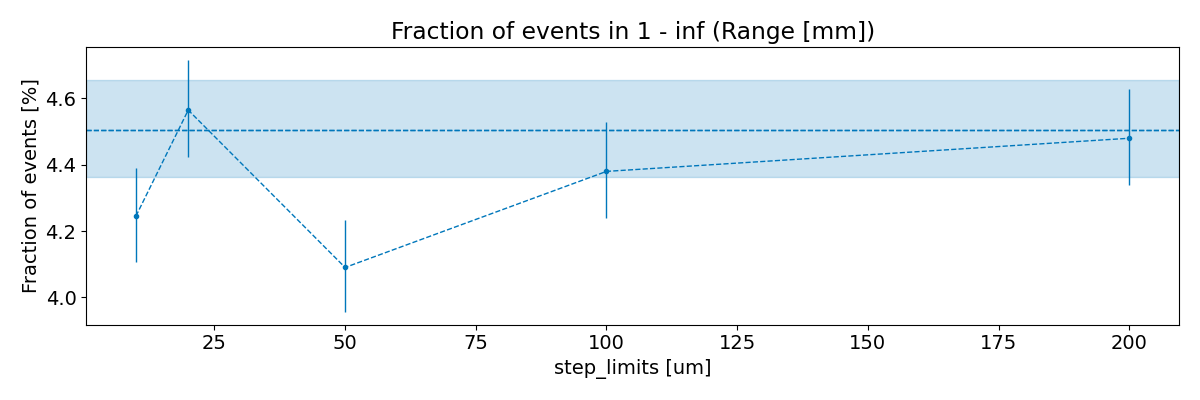 Fraction of events in 1 - inf (Range [mm])
Fraction of events [%]
4.6
4.4
4.2
4.0
25 50 75 100 125 150 175 200
step_limits [um]